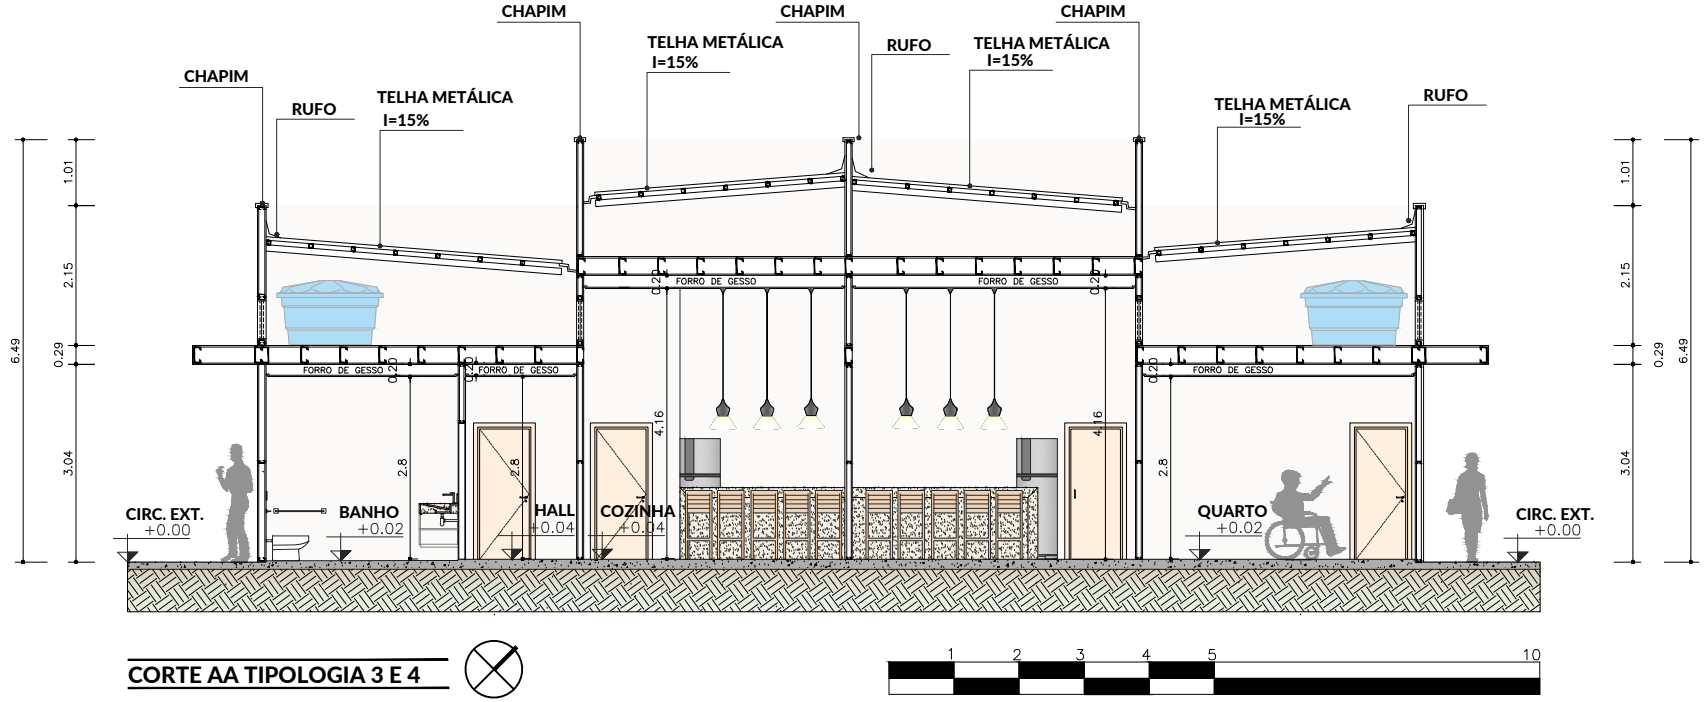 CHAPIM
CHAPIM
CHAPIM
TELHA METÁLICA
I=15%
RUFO
TELHA METÁLICA
I=15%
CHAPIM
RUFO
TELHA METÁLICA
I=15%
TELHA METÁLICA
I=15%
RUFO
6.49
1.01
2.15
0.29
3.04
1.01
2.15
0.29
3.04
6.49
0.20
FORRO DE GESSO
FORRO DE GESSO
0.20
FORRO DE GESSO
0.20
0.20
FORRO DE GESSO
0.20
FORRO DE GESSO
2.8
2.8
4.16
4.16
2.8
CIRC. EXT.
+0.00
BANHO
+0.02
HALL
+0.04
COZINHA
+0.04
QUARTO
+0.02
CIRC. EXT.
+0.00
CORTE AA TIPOLOGIA 3 E 4
1 2 3 4 5 10